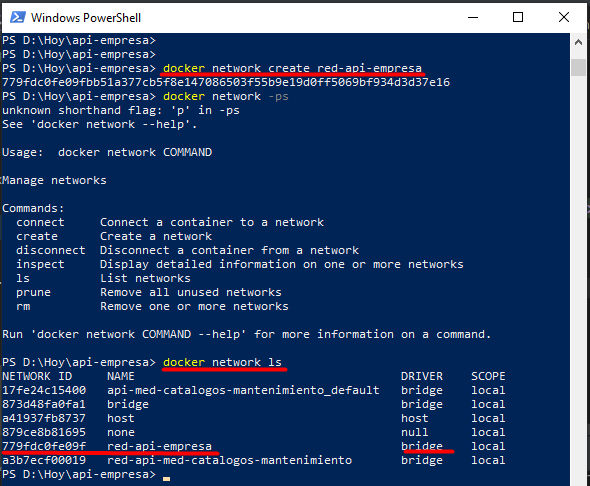 Windows PowerShell
PS D:\Hoy\api-empresa>
PS D:\Hoy\api-empresa>
PS D:\Hoy\api-empresa> docker network create red-api-empresa
779fdc0fe09fbb51a377cb5f8e147086503f55b9e19d0ff5069bf934d3d37e16
PS D:\Hoy\api-empresa> docker network -ps
unknown shorthand flag: 'p' in -ps
See 'docker network --help'.
Usage:  docker network COMMAND
Manage networks
Commands:
  connect     Connect a container to a network
  create      Create a network
  disconnect  Disconnect a container from a network
  inspect     Display detailed information on one or more networks
  ls          List networks
  prune       Remove all unused networks
  rm          Remove one or more networks
Run 'docker network COMMAND --help' for more information on a command.
PS D:\Hoy\api-empresa> docker network ls
NETWORK ID     NAME                                    DRIVER    SCOPE
17fe24c15400   api-med-catalogos-mantenimiento_default   bridge    local
873d48fa0fa1   bridge                                  bridge    local
a41937fb8737   host                                    host      local
879ce8b81695   none                                    null      local
779fdc0fe09f   red-api-empresa                         bridge    local
a3b7ecf00019   red-api-med-catalogos-mantenimiento     bridge    local
PS D:\Hoy\api-empresa>